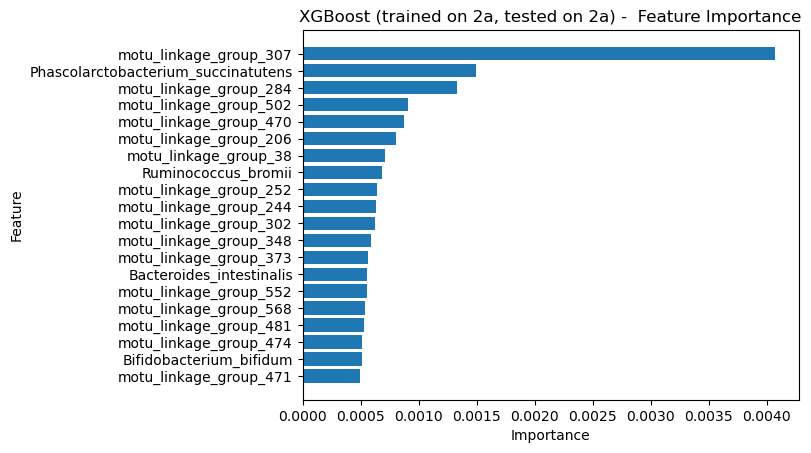 XGBoost (trained on 2a, tested on 2a) -  Feature Importance
motu_linkage_group_307
Phascolarctobacterium_succinatutens
motu_linkage_group_284
motu_linkage_group_502
motu_linkage_group_470
motu_linkage_group_206
motu_linkage_group_38
Ruminococcus_bromii
motu_linkage_group_252
motu_linkage_group_244
motu_linkage_group_302
motu_linkage_group_348
motu_linkage_group_373
Bacteroides_intestinalis
motu_linkage_group_552
motu_linkage_group_568
motu_linkage_group_481
motu_linkage_group_474
Bifidobacterium_bifidum
motu_linkage_group_471
Feature
0.0000 0.0005 0.0010 0.0015 0.0020 0.0025 0.0030 0.0035 0.0040
Importance